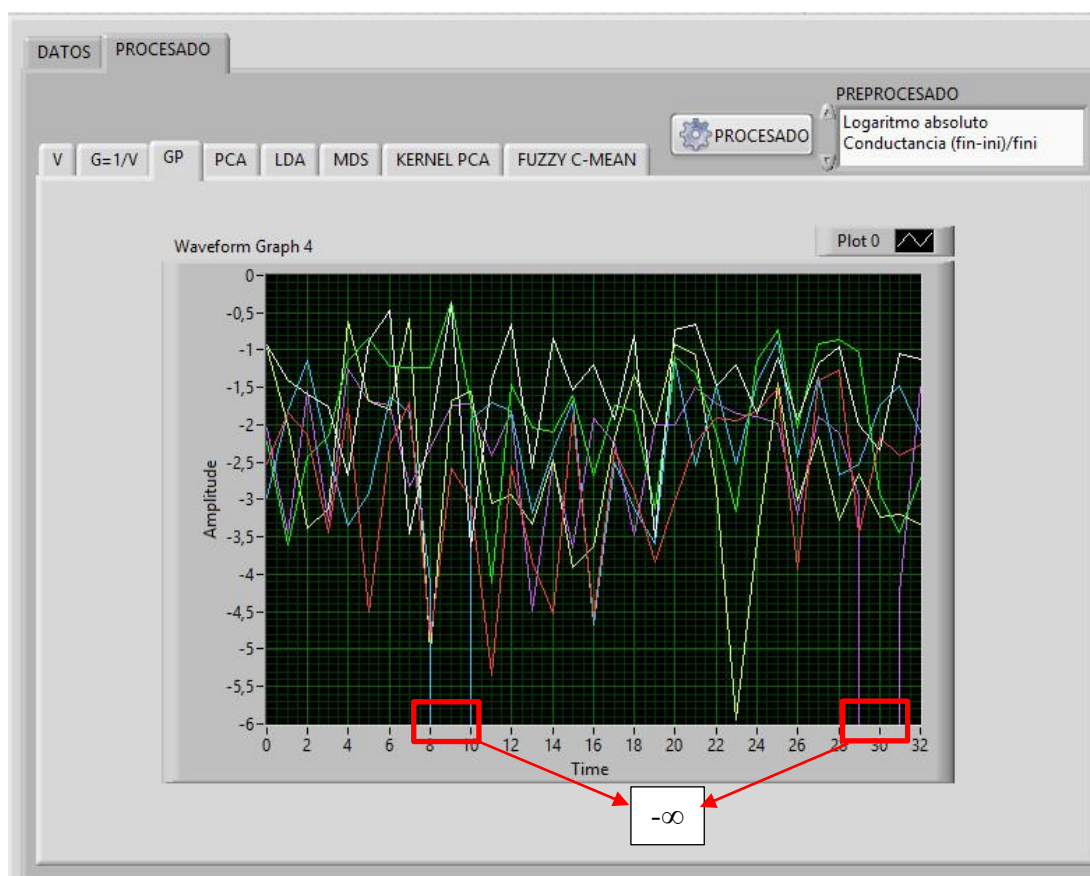 DATOS PROCESADO
PREPROCESADO
PROCESADO
Logaritmo absoluto
Conductancia (fin-ini)/fini
V G=1/V GP PCA LDA MDS KERNEL PCA FUZZY C-MEAN
Waveform Graph 4
Plot 0
Amplitude
0
-0,5
-1
-1,5
-2
-2,5
-3
-3,5
-4
-4,5
-5
-5,5
-6
0 2 4 6 8 10 12 14 16 18 20 22 24 26 28 30 32
Time
-∞